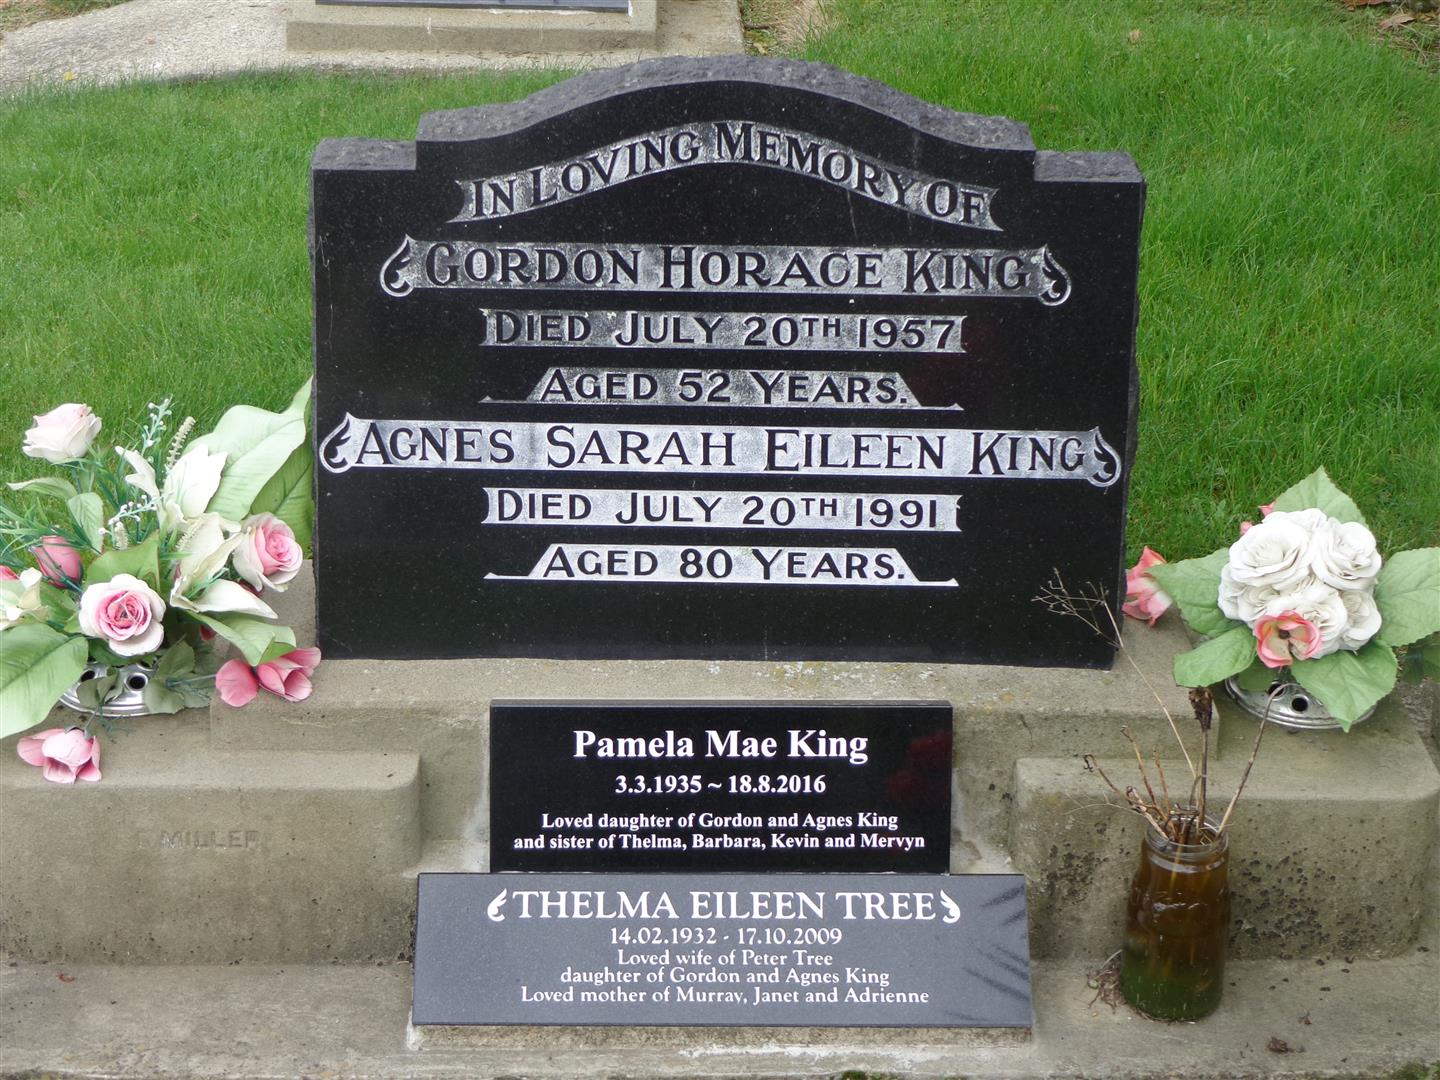 IN LOVING MEMORY OF
GORDON HORACE KING
DIED JULY 20TH 1957
AGED 52 YEARS.
AGNES SARAH EILEEN KING
DIED JULY 20TH 1991
AGED 80 YEARS.
Pamela Mae King
3.3.1935 ~ 18.8.2016
Loved daughter of Gordon and Agnes King
and sister of Thelma, Barbara, Kevin and Mervyn
MILLER
THELMA EILEEN TREE
14.02.1932 - 17.10.2009
Loved wife of Peter Tree
daughter of Gordon and Agnes King
Loved mother of Murray, Janet and Adrienne